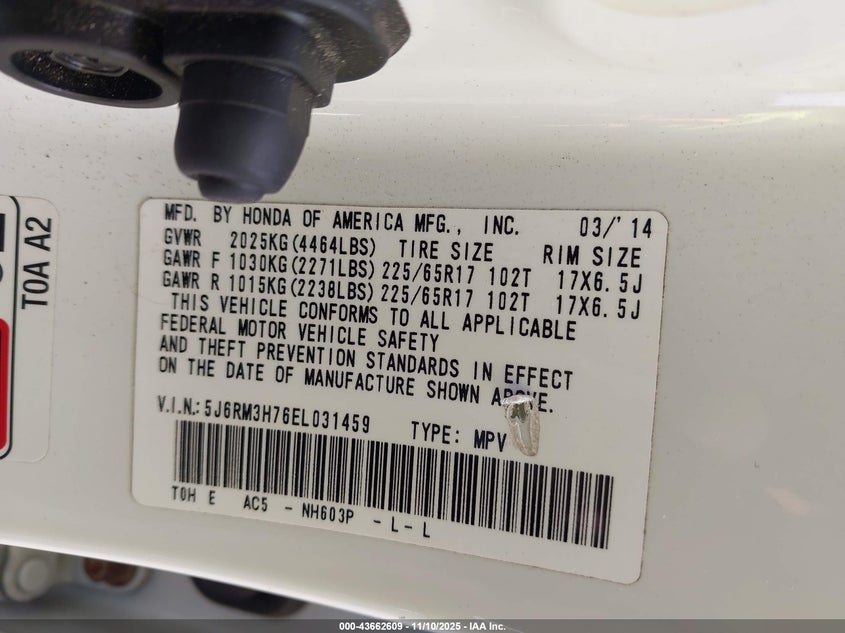 MFD. BY HONDA OF AMERICA MFG., INC. 03/'14
GVWR 2025KG(4464LBS) TIRE SIZE RIM SIZE
GAWR F 1030KG(2271LBS) 225/65R17 102T 17X6.5J
GAWR R 1015KG(2238LBS) 225/65R17 102T 17X6.5J
THIS VEHICLE CONFORMS TO ALL APPLICABLE
FEDERAL MOTOR VEHICLE SAFETY
AND THEFT PREVENTION STANDARDS IN EFFECT
ON THE DATE OF MANUFACTURE SHOWN ABOVE.
V.I.N.: 5J6RM3H76EL031459 TYPE: MPV
T0H E AC5 - NH603P - L - L
T0A A2
000-43662609 - 11/10/2025 - IAA Inc.